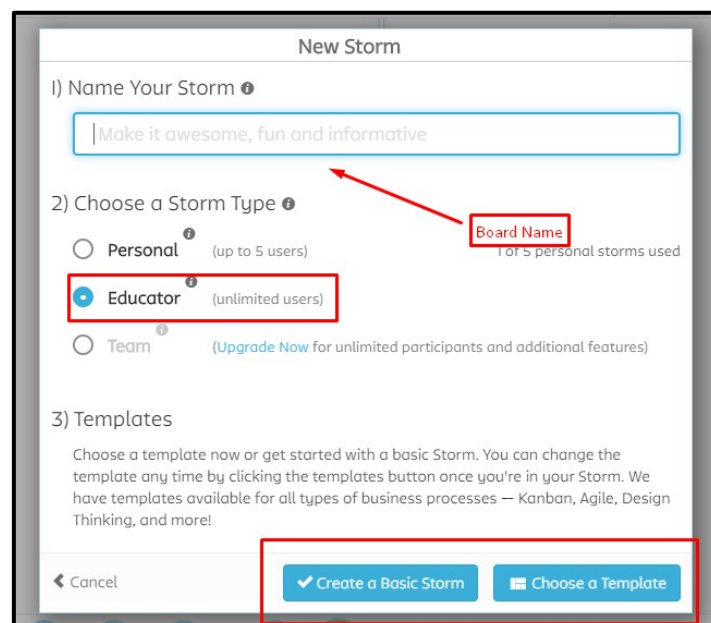 New Storm
1) Name Your Storm
Make it awesome, fun and informative
2) Choose a Storm Type
Board Name
Personal (up to 5 users) 1 of 5 personal storms used
Educator (unlimited users)
Team (Upgrade Now for unlimited participants and additional features)
3) Templates
Choose a template now or get started with a basic Storm. You can change the
template any time by clicking the templates button once you're in your Storm. We
have templates available for all types of business processes — Kanban, Agile, Design
Thinking, and more!
Cancel Create a Basic Storm Choose a Template